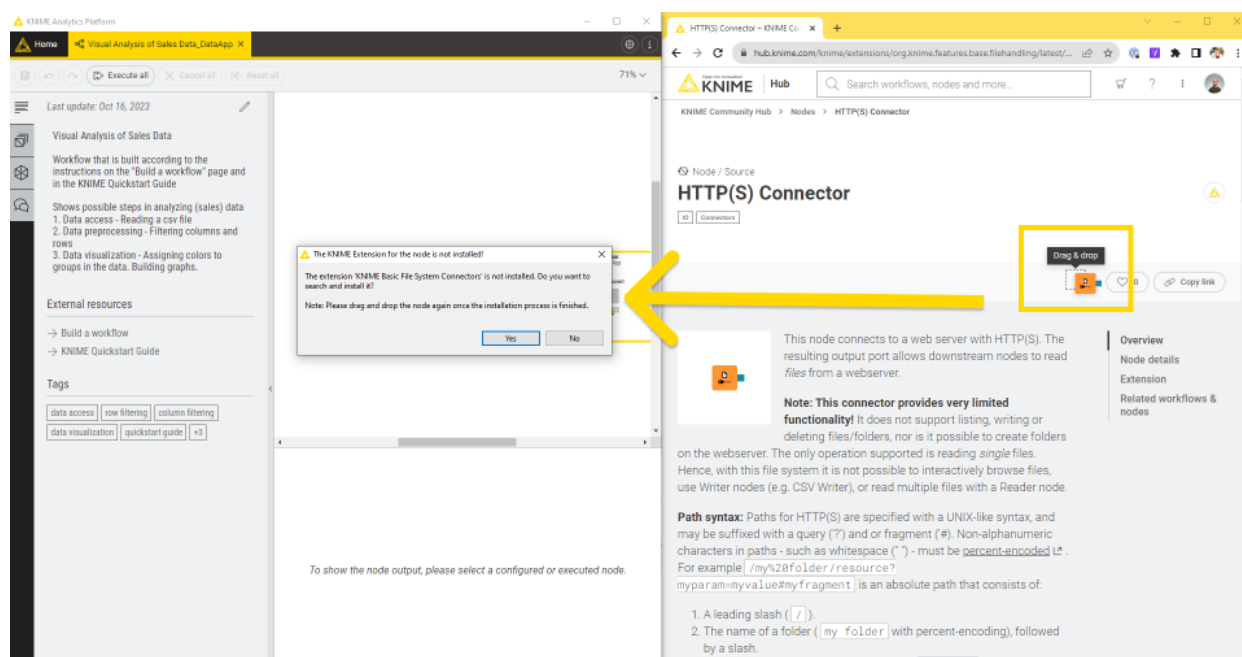 KNIME Analytics Platform
Home
Visual Analysis of Sales Data_DataApp
Execute all
Cancel all
Reset all
71%
Last update: Oct 16, 2023
Visual Analysis of Sales Data
Workflow that is built according to the
instructions on the "Build a workflow" page and
in the KNIME Quickstart Guide
Shows possible steps in analyzing (sales) data
1. Data access - Reading a csv file
2. Data preprocessing - Filtering columns and
rows
3. Data visualization - Assigning colors to
groups in the data. Building graphs.
External resources
→ Build a workflow
→ KNIME Quickstart Guide
Tags
data access
row filtering
column filtering
data visualization
quickstart guide
+3
The KNIME Extension for the node is not installed!
The extension 'KNIME Basic File System Connectors' is not installed. Do you want to
search and install it?
Note: Please drag and drop the node again once the installation process is finished.
Yes
No
To show the node output, please select a configured or executed node.
HTTP(S) Connector – KNIME Co
hub.knime.com/knime/extensions/org.knime.features.base.filehandling/latest/...
KNIME
Hub
Search workflows, nodes and more...
KNIME Community Hub > Nodes > HTTP(S) Connector
Node / Source
HTTP(S) Connector
IO
Connectors
Drag & drop
0
Copy link
This node connects to a web server with HTTP(S). The
resulting output port allows downstream nodes to read
files from a webserver.
Note: This connector provides very limited
functionality! It does not support listing, writing or
deleting files/folders, nor is it possible to create folders
on the webserver. The only operation supported is reading single files.
Hence, with this file system it is not possible to interactively browse files,
use Writer nodes (e.g. CSV Writer), or read multiple files with a Reader node.
Path syntax: Paths for HTTP(S) are specified with a UNIX-like syntax, and
may be suffixed with a query ('?') and or fragment ('#). Non-alphanumeric
characters in paths - such as whitespace (" ") - must be percent-encoded .
For example /my%20folder/resource?
myparam=myvalue#myfragment is an absolute path that consists of:
1. A leading slash ( / ).
2. The name of a folder ( my folder with percent-encoding), followed
by a slash.
Overview
Node details
Extension
Related workflows &
nodes